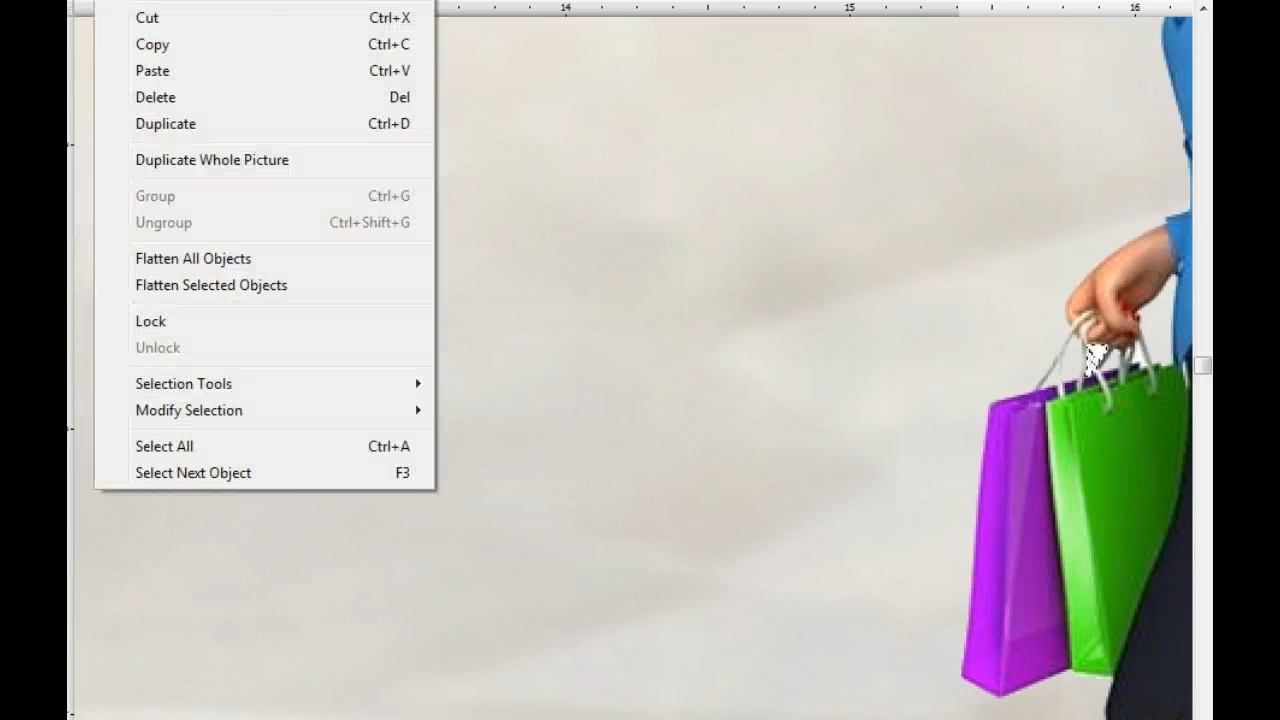 14 15 16
Cut Ctrl+X
Copy Ctrl+C
Paste Ctrl+V
Delete Del
Duplicate Ctrl+D
Duplicate Whole Picture
Group Ctrl+G
Ungroup Ctrl+Shift+G
Flatten All Objects
Flatten Selected Objects
Lock
Unlock
Selection Tools
Modify Selection
Select All Ctrl+A
Select Next Object F3